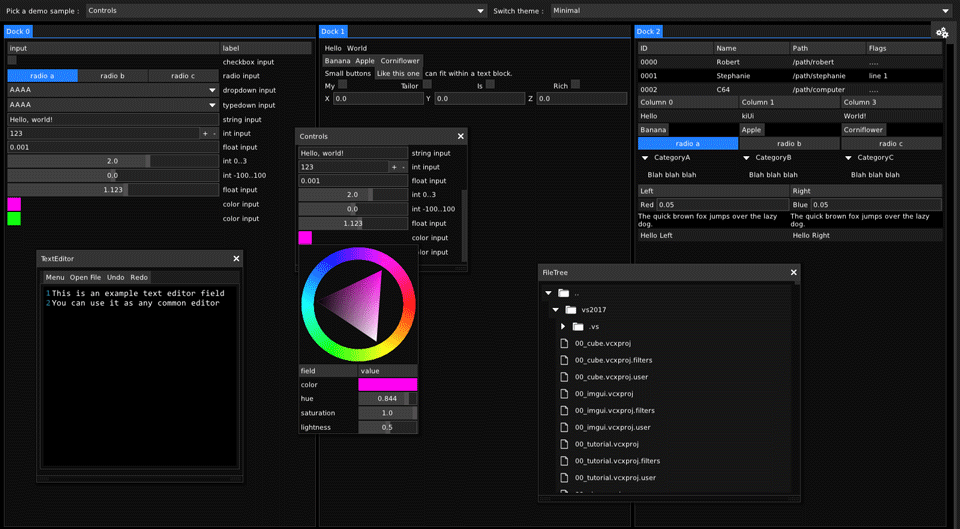 Pick a demo sample : Controls Switch theme : Minimal
Dock 0
input label
checkbox input
radio a radio b radio c radio input
AAAA dropdown input
AAAA typedown input
Hello, world! string input
123 + - int input
0.001 float input
2.0 int 0..3
0.0 int -100..100
1.123 float input
color input
color input
Dock 1
Hello World
Banana Apple Corniflower
Small buttons Like this one can fit within a text block.
My Tailor Is Rich
X 0.0 Y 0.0 Z 0.0
Dock 2
ID Name Path Flags
0000 Robert /path/robert ....
0001 Stephanie /path/stephanie line 1
0002 C64 /path/computer ....
Column 0 Column 1 Column 3
Hello kiUi World!
Banana Apple Corniflower
radio a radio b radio c
CategoryA CategoryB CategoryC
Blah blah blah Blah blah blah Blah blah blah
Left Right
Red 0.05 Blue 0.05
The quick brown fox jumps over the lazy The quick brown fox jumps over the lazy
dog. dog.
Hello Left Hello Right
Controls
Hello, world! string input
123 + - int input
0.001 float input
2.0 int 0..3
0.0 int -100..100
1.123 float input
color input
or input
field value
color
hue 0.844
saturation 1.0
lightness 0.5
TextEditor
Menu Open File Undo Redo
1 This is an example text editor field
2 You can use it as any common editor
FileTree
..
vs2017
.vs
00_cube.vcxproj
00_cube.vcxproj.filters
00_cube.vcxproj.user
00_imgui.vcxproj
00_imgui.vcxproj.filters
00_imgui.vcxproj.user
00_tutorial.vcxproj
00_tutorial.vcxproj.filters
00_tutorial.vcxproj.user